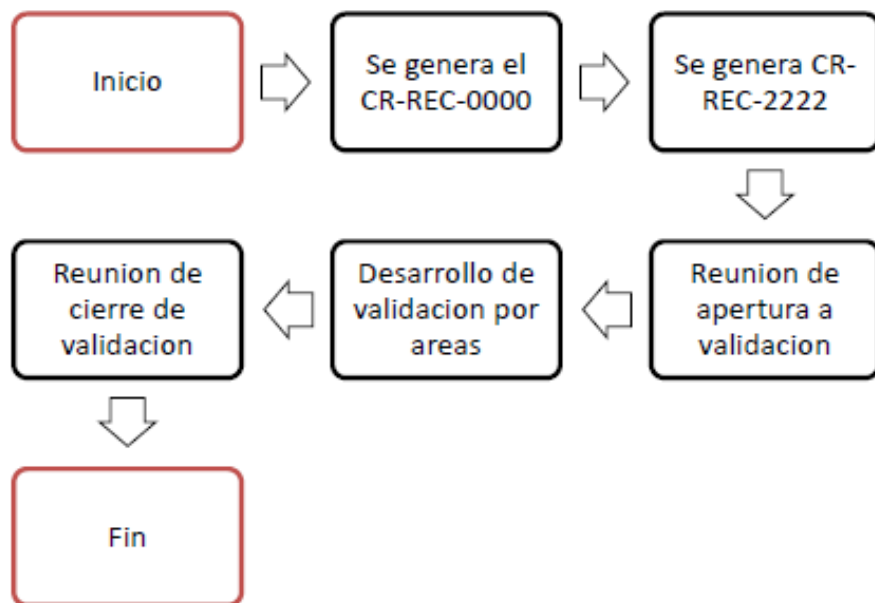 Inicio
Se genera el
CR-REC-0000
Se genera CR-
REC-2222
Reunion de
apertura a
validacion
Desarrollo de
validacion por
areas
Reunion de
cierre de
validacion
Fin